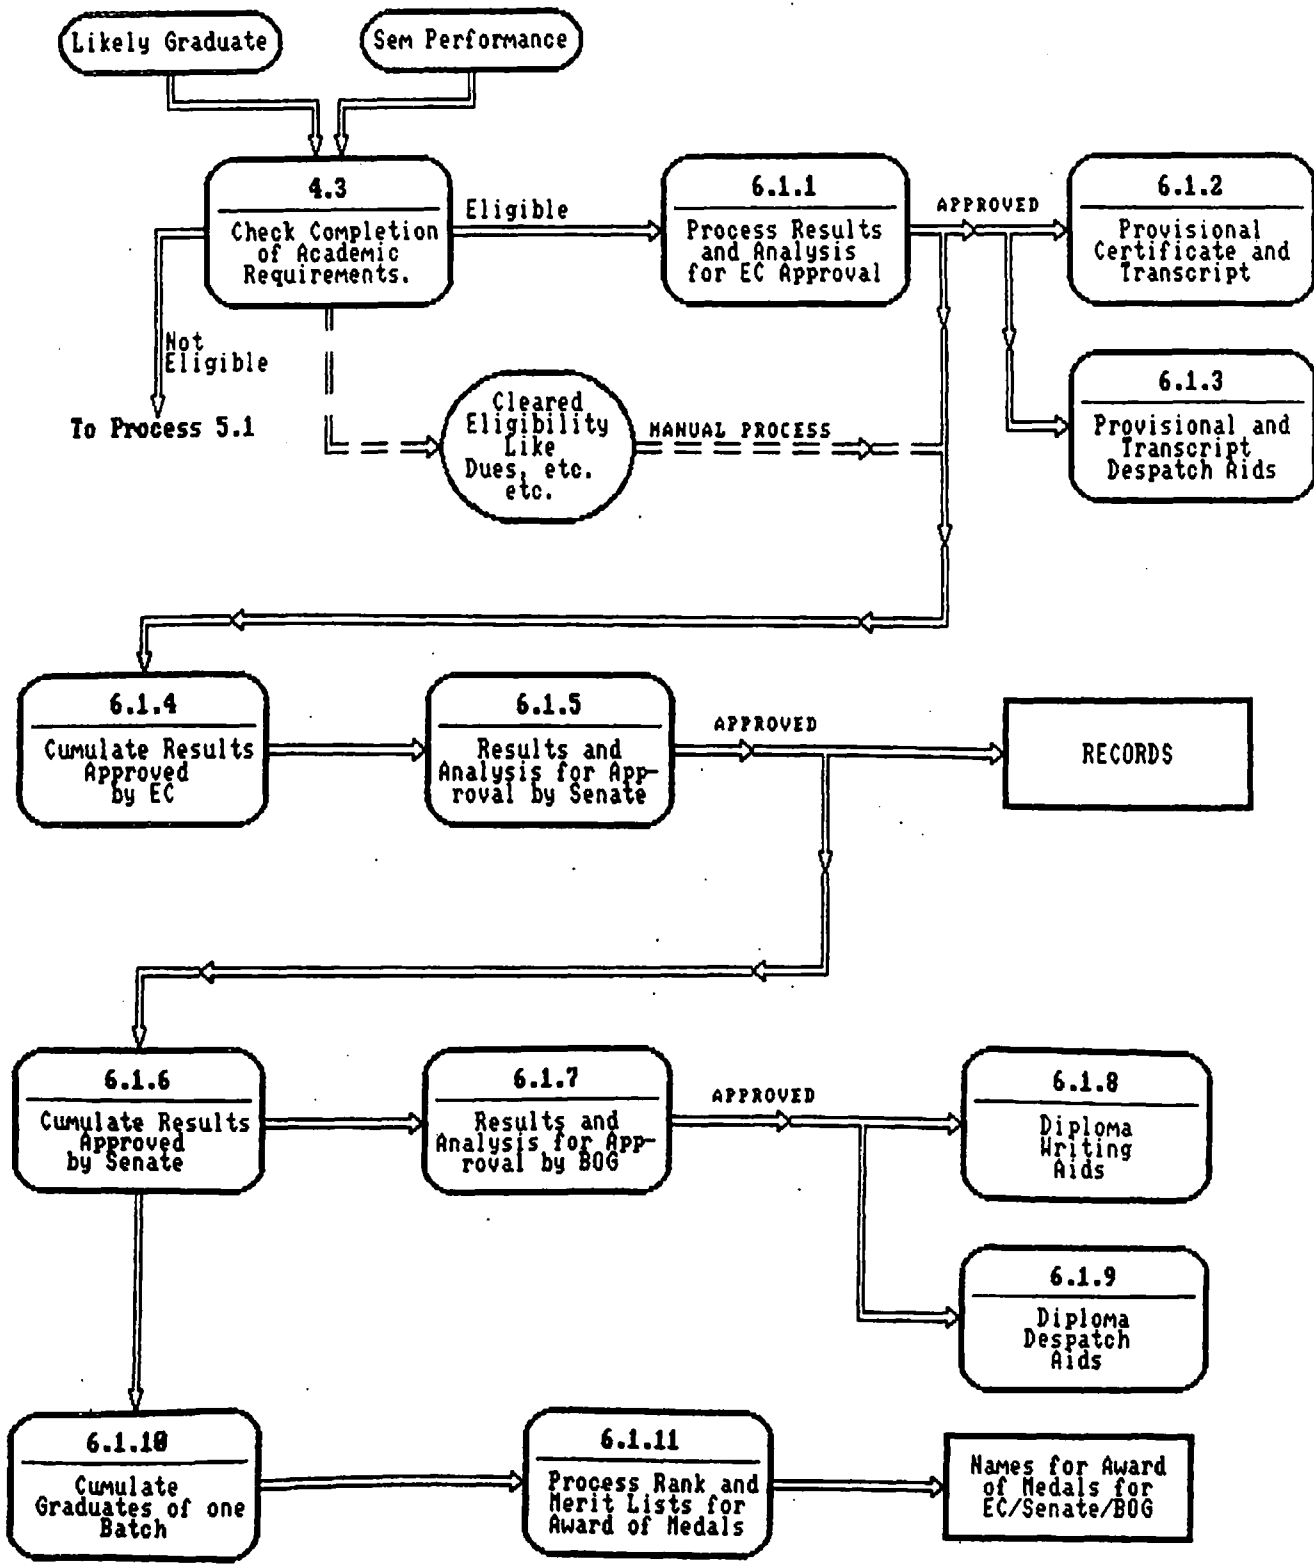 Likely Graduate
Sem Performance
4.3
Check Completion
of Academic
Requirements.
Eligible
6.1.1
Process Results
and Analysis
for EC Approval
APPROVED
6.1.2
Provisional
Certificate and
Transcript
Not
Eligible
To Process 5.1
Cleared
Eligibility
Like
Dues, etc.
etc.
MANUAL PROCESS
6.1.3
Provisional and
Transcript
Despatch Aids
6.1.4
Cumulate Results
Approved
by EC
6.1.5
Results and
Analysis for App-
roval by Senate
APPROVED
RECORDS
6.1.6
Cumulate Results
Approved
by Senate
6.1.7
Results and
Analysis for App-
roval by BOG
APPROVED
6.1.8
Diploma
Writing
Aids
6.1.9
Diploma
Despatch
Aids
6.1.10
Cumulate
Graduates of one
Batch
6.1.11
Process Rank and
Merit Lists for
Award of Medals
Names for Award
of Medals for
EC/Senate/BOG